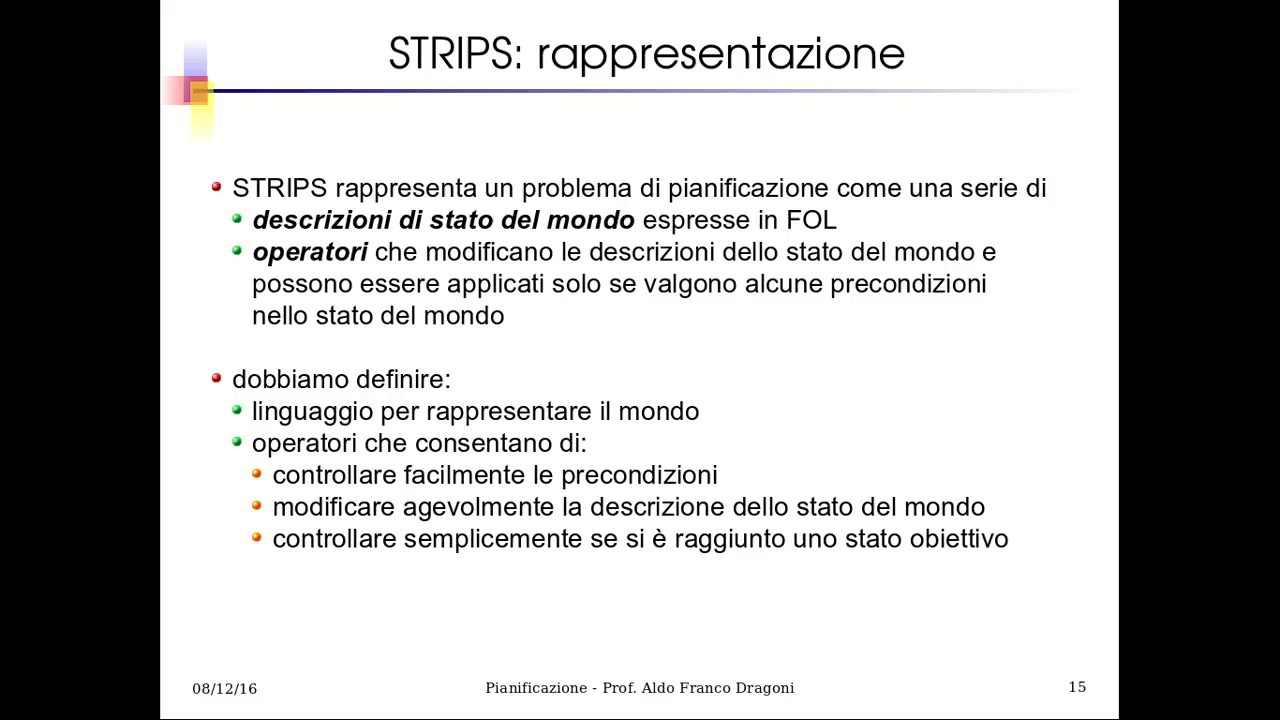 STRIPS: rappresentazione
STRIPS rappresenta un problema di pianificazione come una serie di
descrizioni di stato del mondo espresse in FOL
operatori che modificano le descrizioni dello stato del mondo e
possono essere applicati solo se valgono alcune precondizioni
nello stato del mondo
dobbiamo definire:
linguaggio per rappresentare il mondo
operatori che consentano di:
controllare facilmente le precondizioni
modificare agevolmente la descrizione dello stato del mondo
controllare semplicemente se si è raggiunto uno stato obiettivo
08/12/16 Pianificazione - Prof. Aldo Franco Dragoni 15